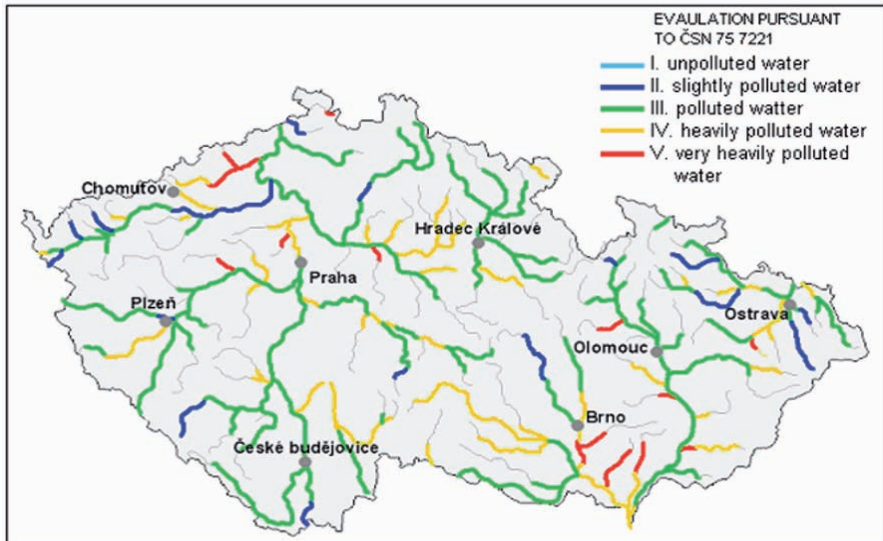 EVAULATION PURSUANT
TO ČSN 75 7221
I. unpolluted water
II. slightly polluted water
III. polluted watter
IV. heavily polluted water
V. very heavily polluted
water
Chomutov
Hradec Králové
Praha
Plzeň
Ostrava
Olomouc
Brno
České budějovice